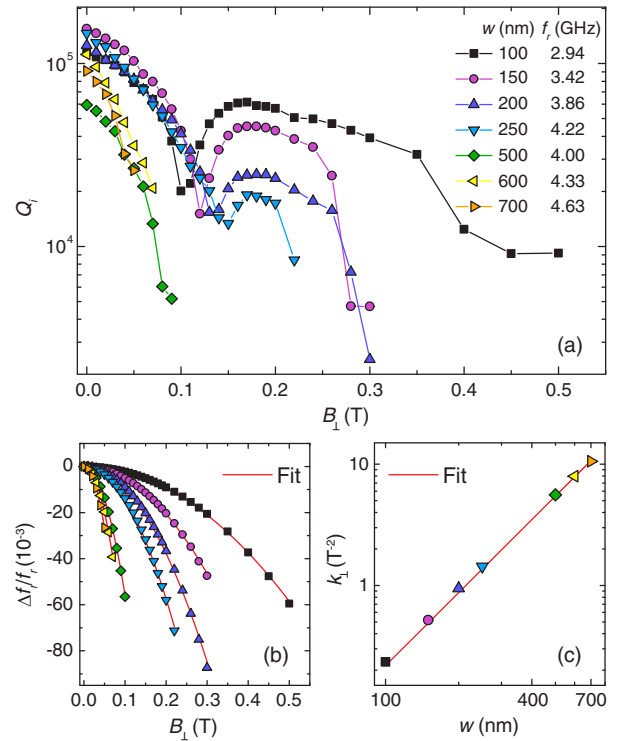 w (nm) f_r (GHz)
100 2.94
150 3.42
200 3.86
250 4.22
500 4.00
600 4.33
700 4.63
10^5
10^4
Q_i
(a)
0.0 0.1 0.2 0.3 0.4 0.5
B_⊥ (T)
0
-20
-40
-60
-80
Δf/f_r (10^-3)
Fit
(b)
0.0 0.1 0.2 0.3 0.4 0.5
B_⊥ (T)
10
1
k_⊥ (T^-2)
Fit
(c)
100 400 700
w (nm)